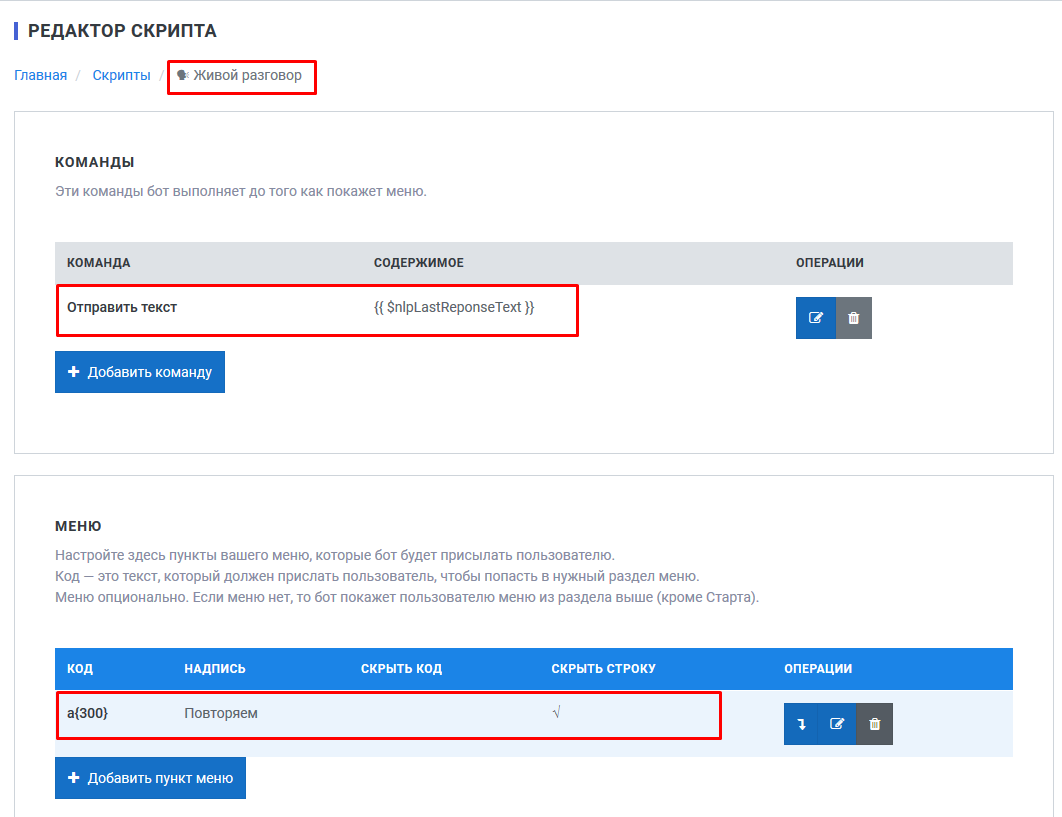 РЕДАКТОР СКРИПТА
Главная / Скрипты / Живой разговор
КОМАНДЫ
Эти команды бот выполняет до того как покажет меню.
КОМАНДА СОДЕРЖИМОЕ ОПЕРАЦИИ
Отправить текст {{ $nlpLastReponseText }}
+ Добавить команду
МЕНЮ
Настройте здесь пункты вашего меню, которые бот будет присылать пользователю.
Код — это текст, который должен прислать пользователь, чтобы попасть в нужный раздел меню.
Меню опционально. Если меню нет, то бот покажет пользователю меню из раздела выше (кроме Старта).
КОД НАДПИСЬ СКРЫТЬ КОД СКРЫТЬ СТРОКУ ОПЕРАЦИИ
a{300} Повторяем √
+ Добавить пункт меню